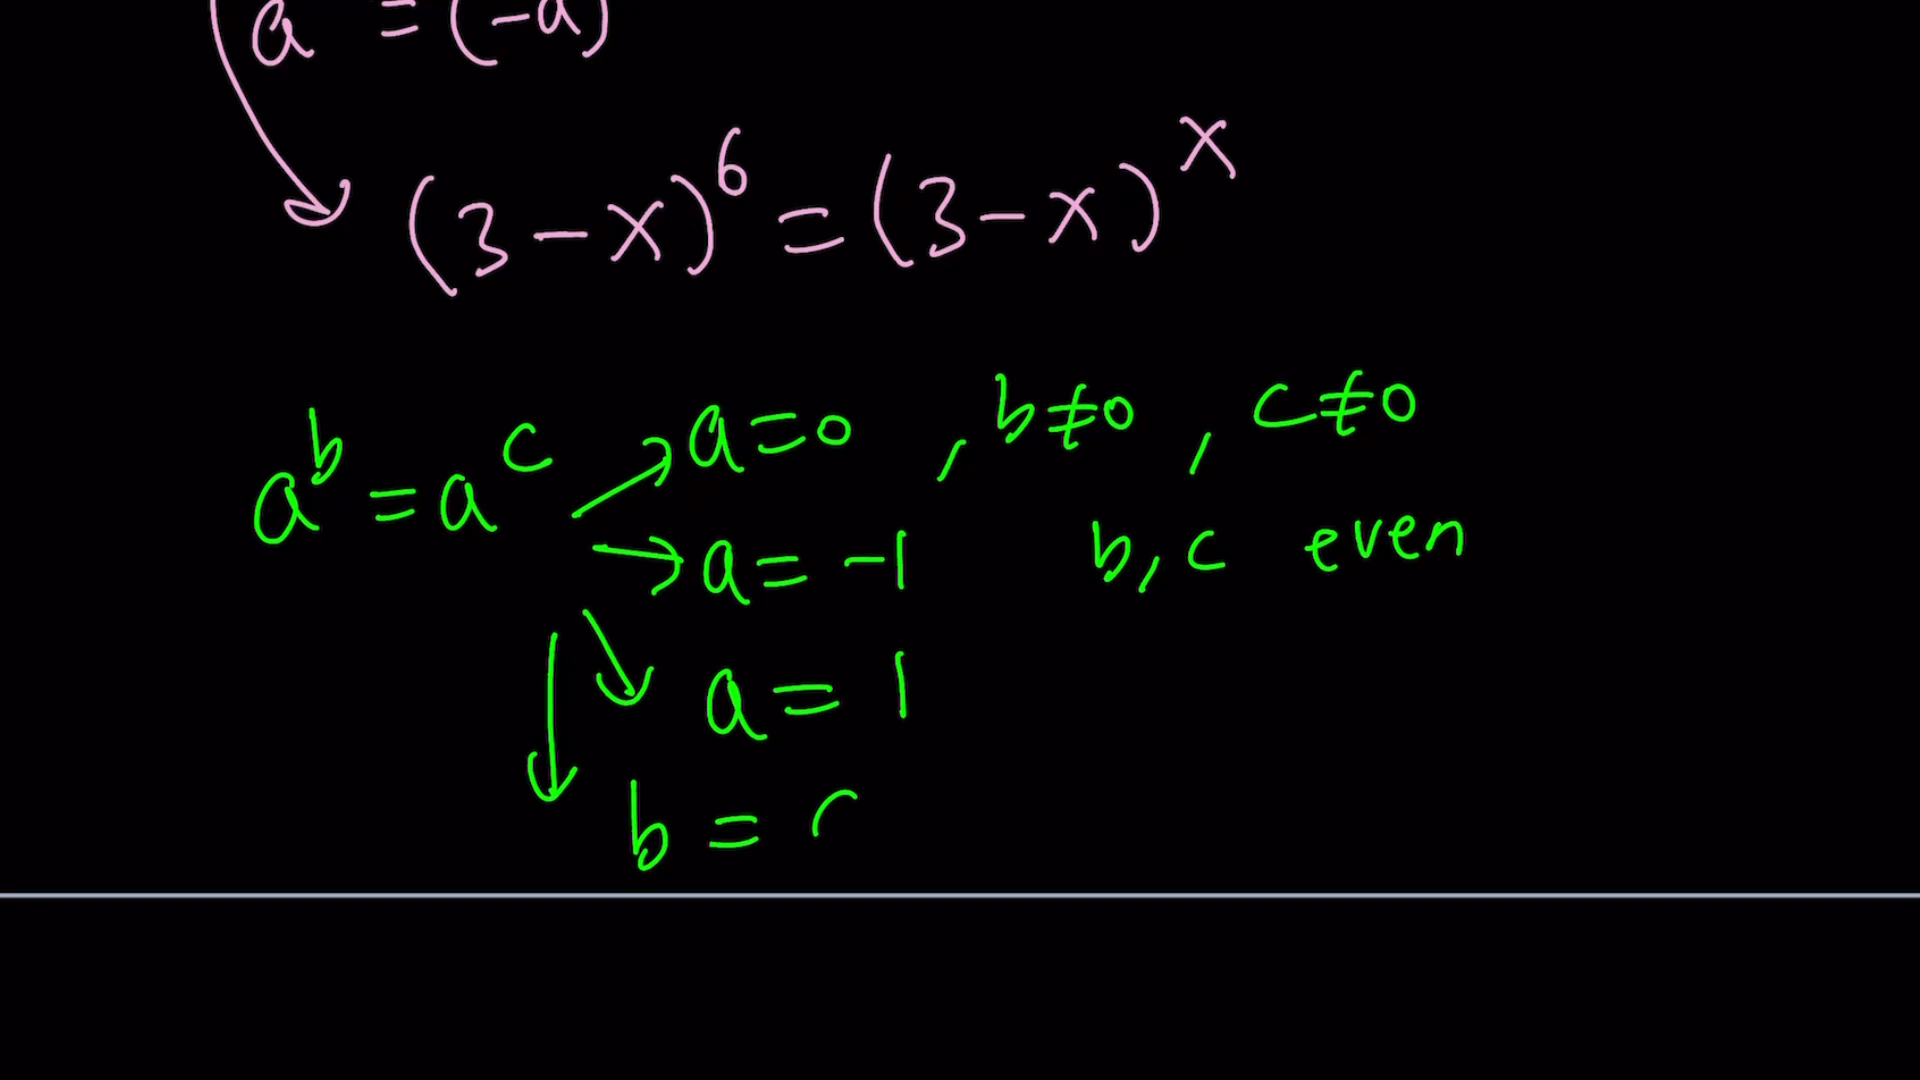 a = (-a)
(3-x)^6 = (3-x)^x
a^b = a^c → a=0 , b≠0 , c≠0
→ a = -1 b, c even
a = 1
b =